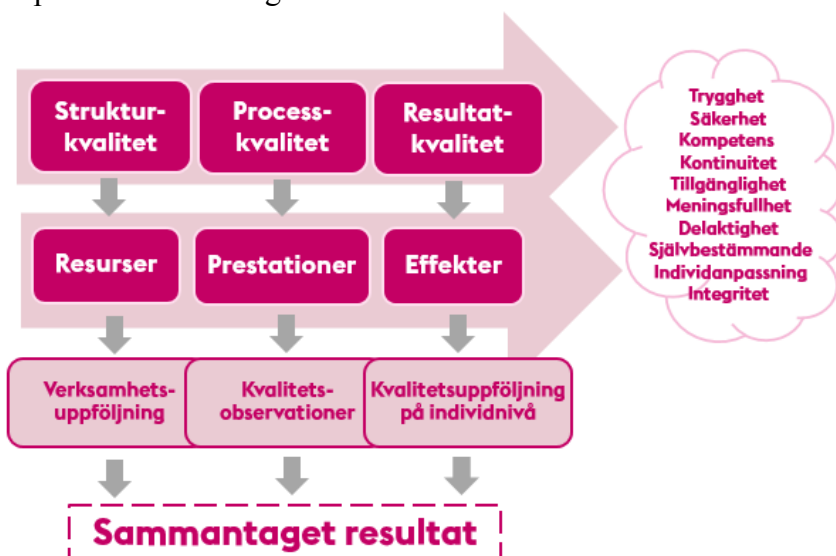 Struktur-
kvalitet
Process-
kvalitet
Resultat-
kvalitet
Resurser
Prestationer
Effekter
Verksamhets-
uppföljning
Kvalitets-
observationer
Kvalitetsuppföljning
på individnivå
Sammantaget resultat
Trygghet
Säkerhet
Kompetens
Kontinuitet
Tillgänglighet
Meningsfullhet
Delaktighet
Självbestämmande
Individanpassning
Integritet